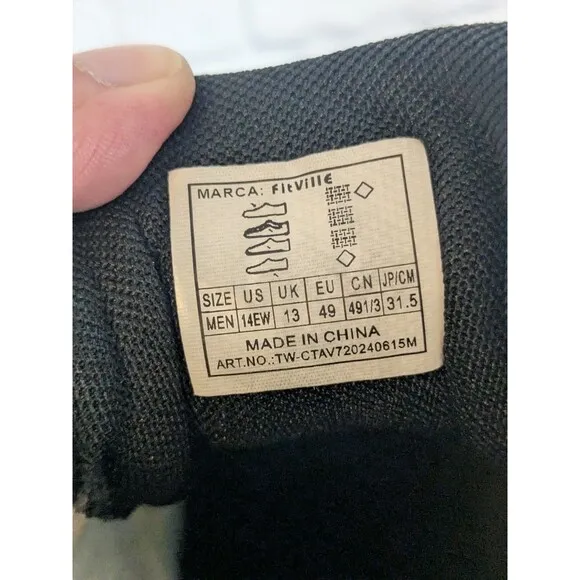 MARCA: FitVille
SIZE US UK EU CN JP/CM
MEN 14EW 13 49 491/3 31.5
MADE IN CHINA
ART.NO.:TW-CTAV720240615M